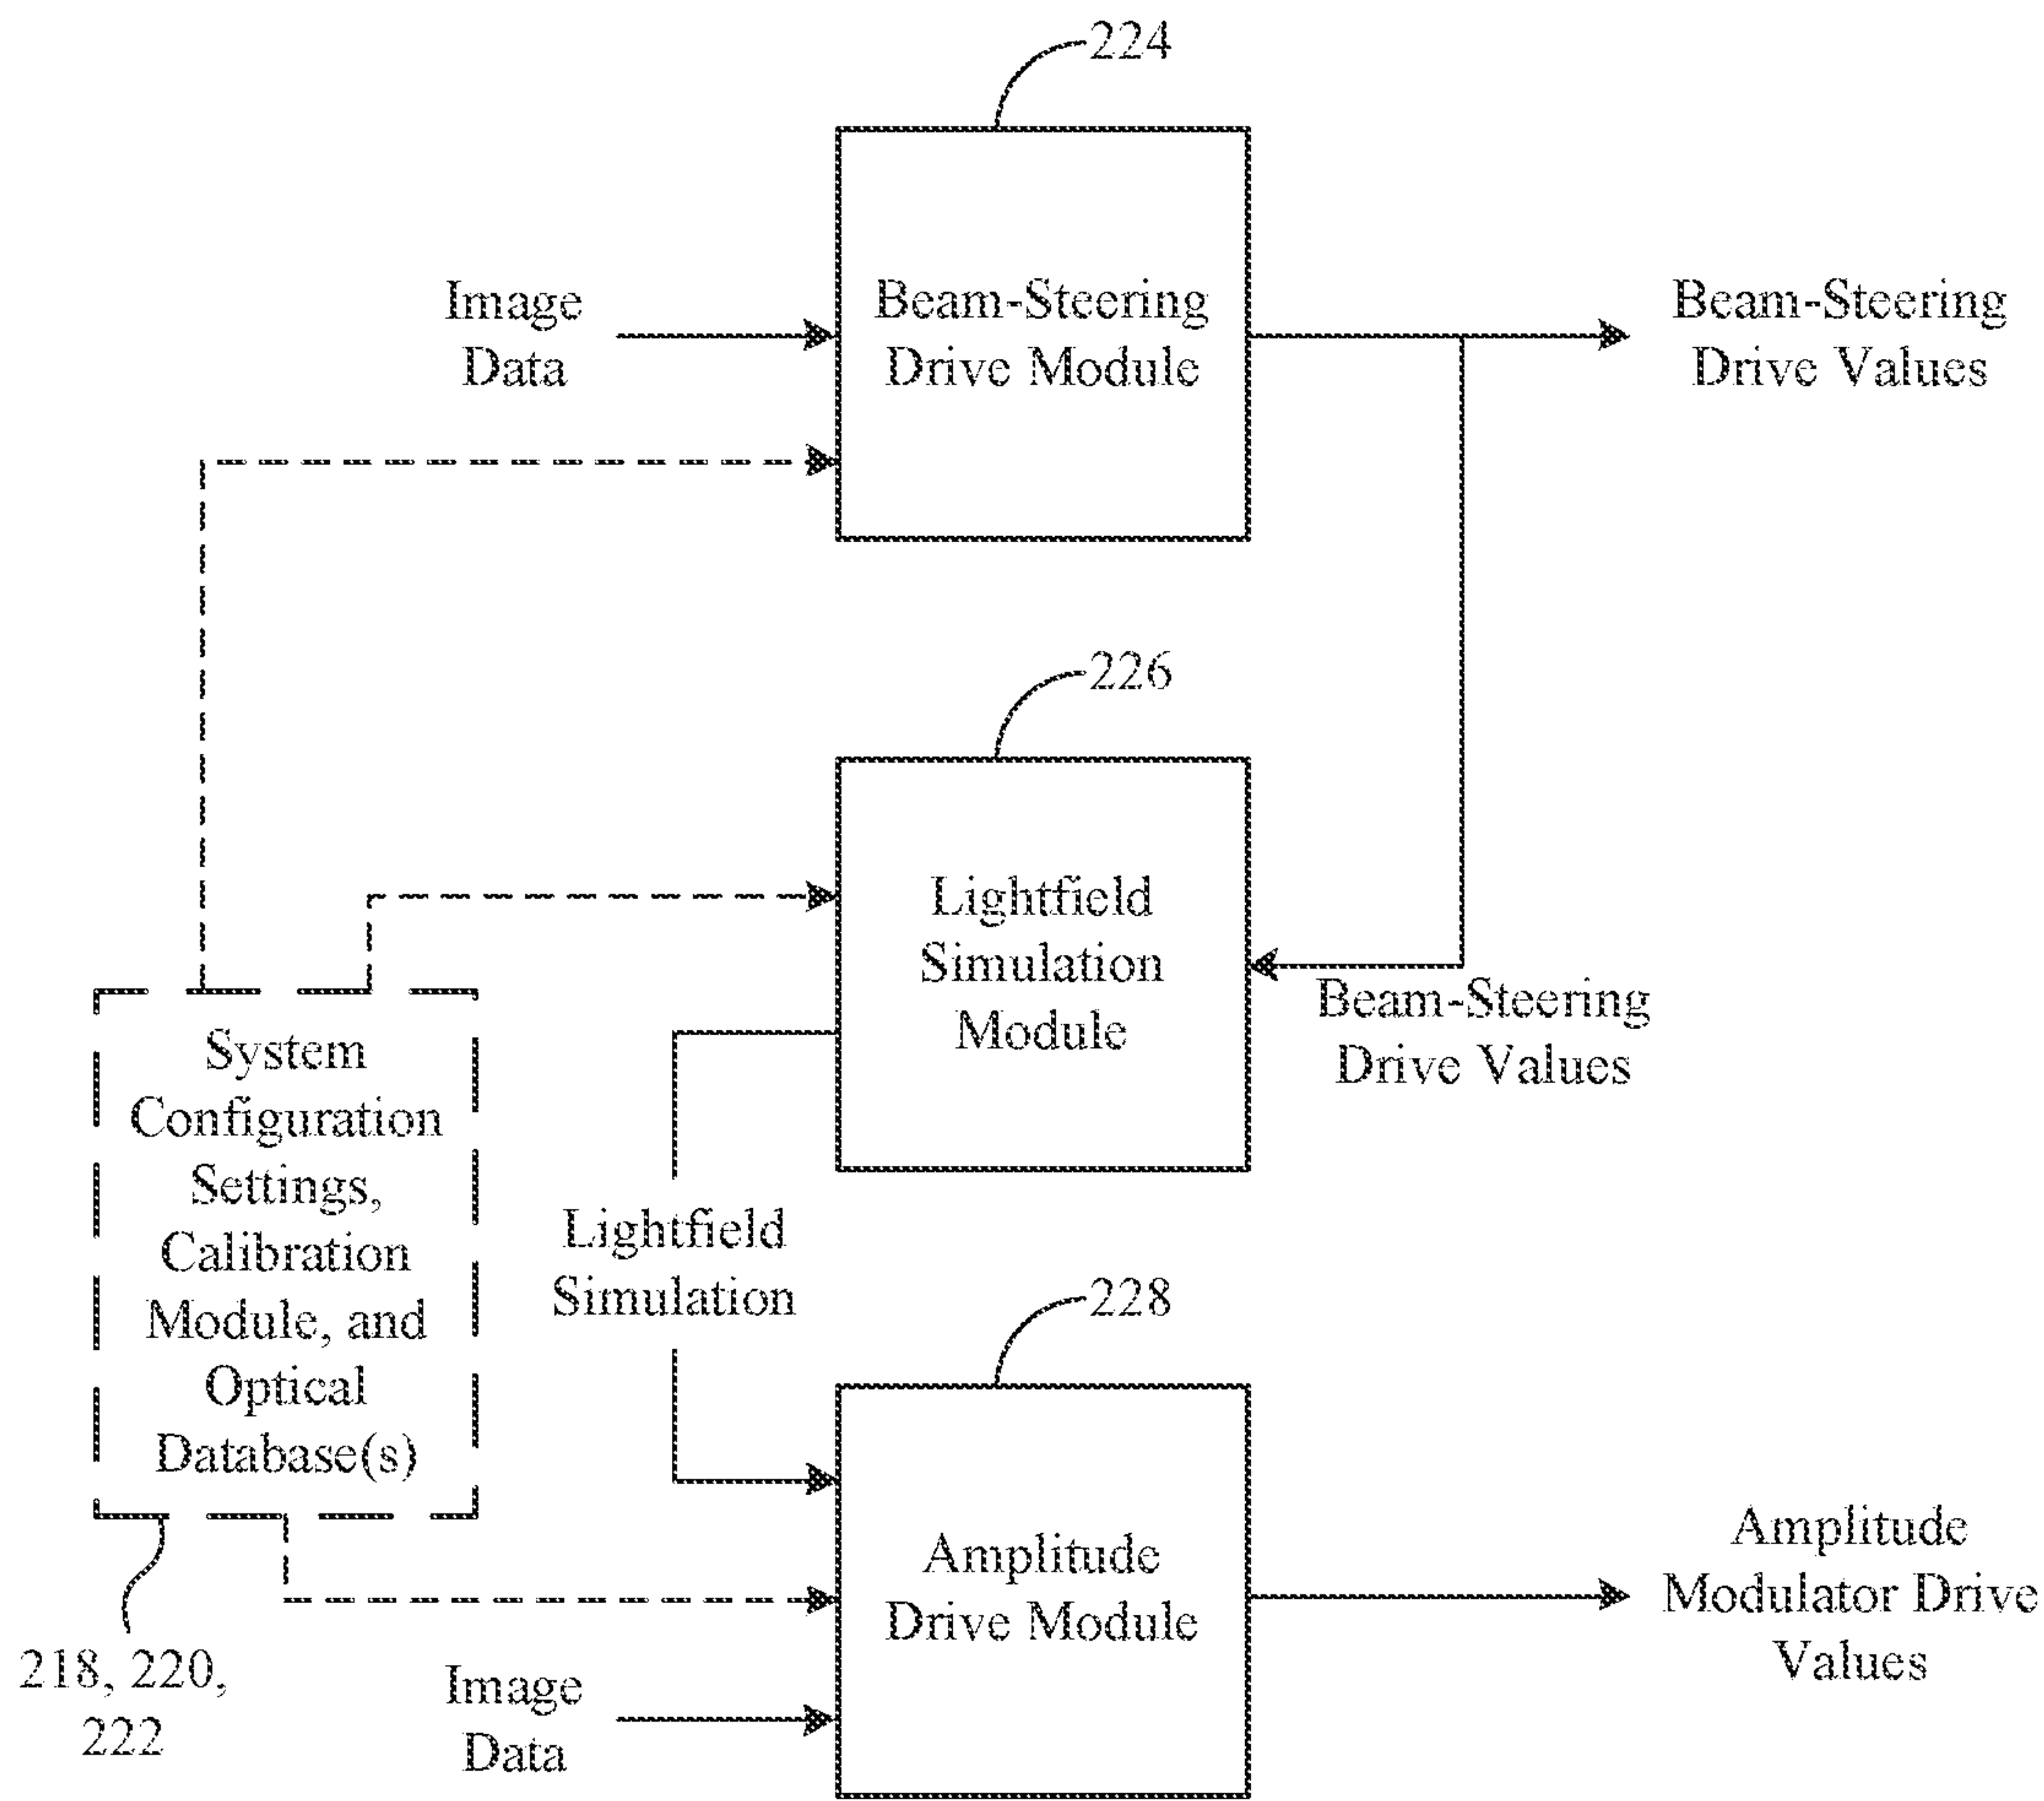 224
Image
Data
Beam-Steering
Drive Module
Beam-Steering
Drive Values
226
Lightfield
Simulation
Module
Beam-Steering
Drive Values
System
Configuration
Settings,
Calibration
Module, and
Optical
Database(s)
218, 220,
222
Lightfield
Simulation
228
Amplitude
Drive Module
Image
Data
Amplitude
Modulator Drive
Values